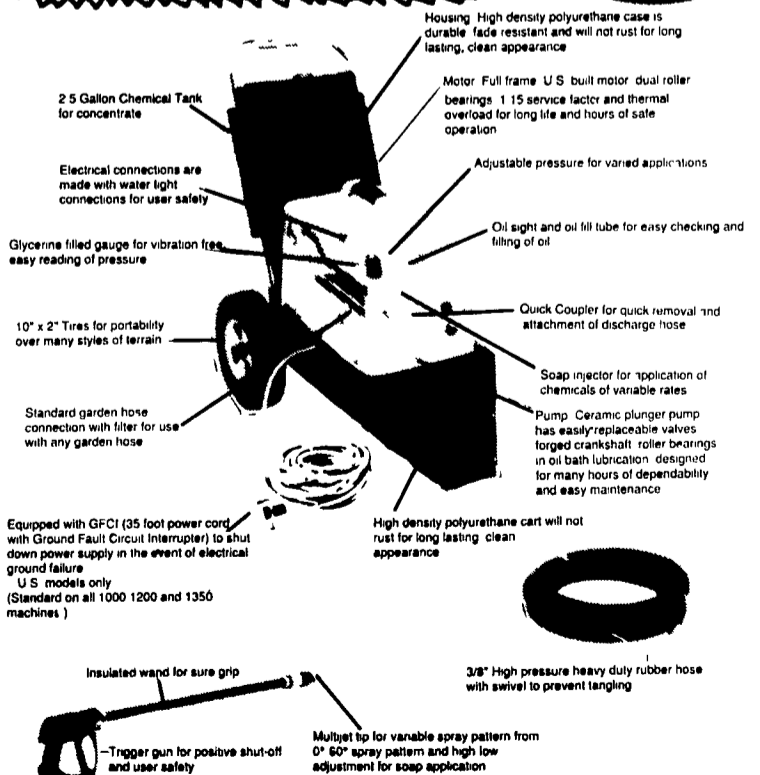 Housing High density polyurethane case is
durable fade resistant and will not rust for long
lasting, clean appearance
2 5 Gallon Chemical Tank
for concentrate
Motor Full frame U S built motor dual roller
bearings 1 15 service factor and thermal
overload for long life and hours of safe
operation
Electrical connections are
made with water tight
connections for user safety
Adjustable pressure for varied applications
Glycerine filled gauge for vibration free
easy reading of pressure
Oil sight and oil fill tube for easy checking and
filling of oil
10" x 2" Tires for portability
over many styles of terrain
Quick Coupler for quick removal and
attachment of discharge hose
Soap injector for application of
chemicals of variable rates
Standard garden hose
connection with filter for use
with any garden hose
Pump Ceramic plunger pump
has easily replaceable valves
forged crankshaft roller bearings
in oil bath lubrication designed
for many hours of dependability
and easy maintenance
Equipped with GFCI (35 foot power cord
with Ground Fault Circuit Interrupter) to shut
down power supply in the event of electrical
ground failure
U S models only
(Standard on all 1000 1200 and 1350
machines )
High density polyurethane cart will not
rust for long lasting clean
appearance
3/8" High pressure heavy duty rubber hose
with swivel to prevent tangling
Insulated wand for sure grip
Trigger gun for positive shut-off
and user safety
Multijet tip for variable spray pattern from
0° 60° spray pattern and high low
adjustment for soap application